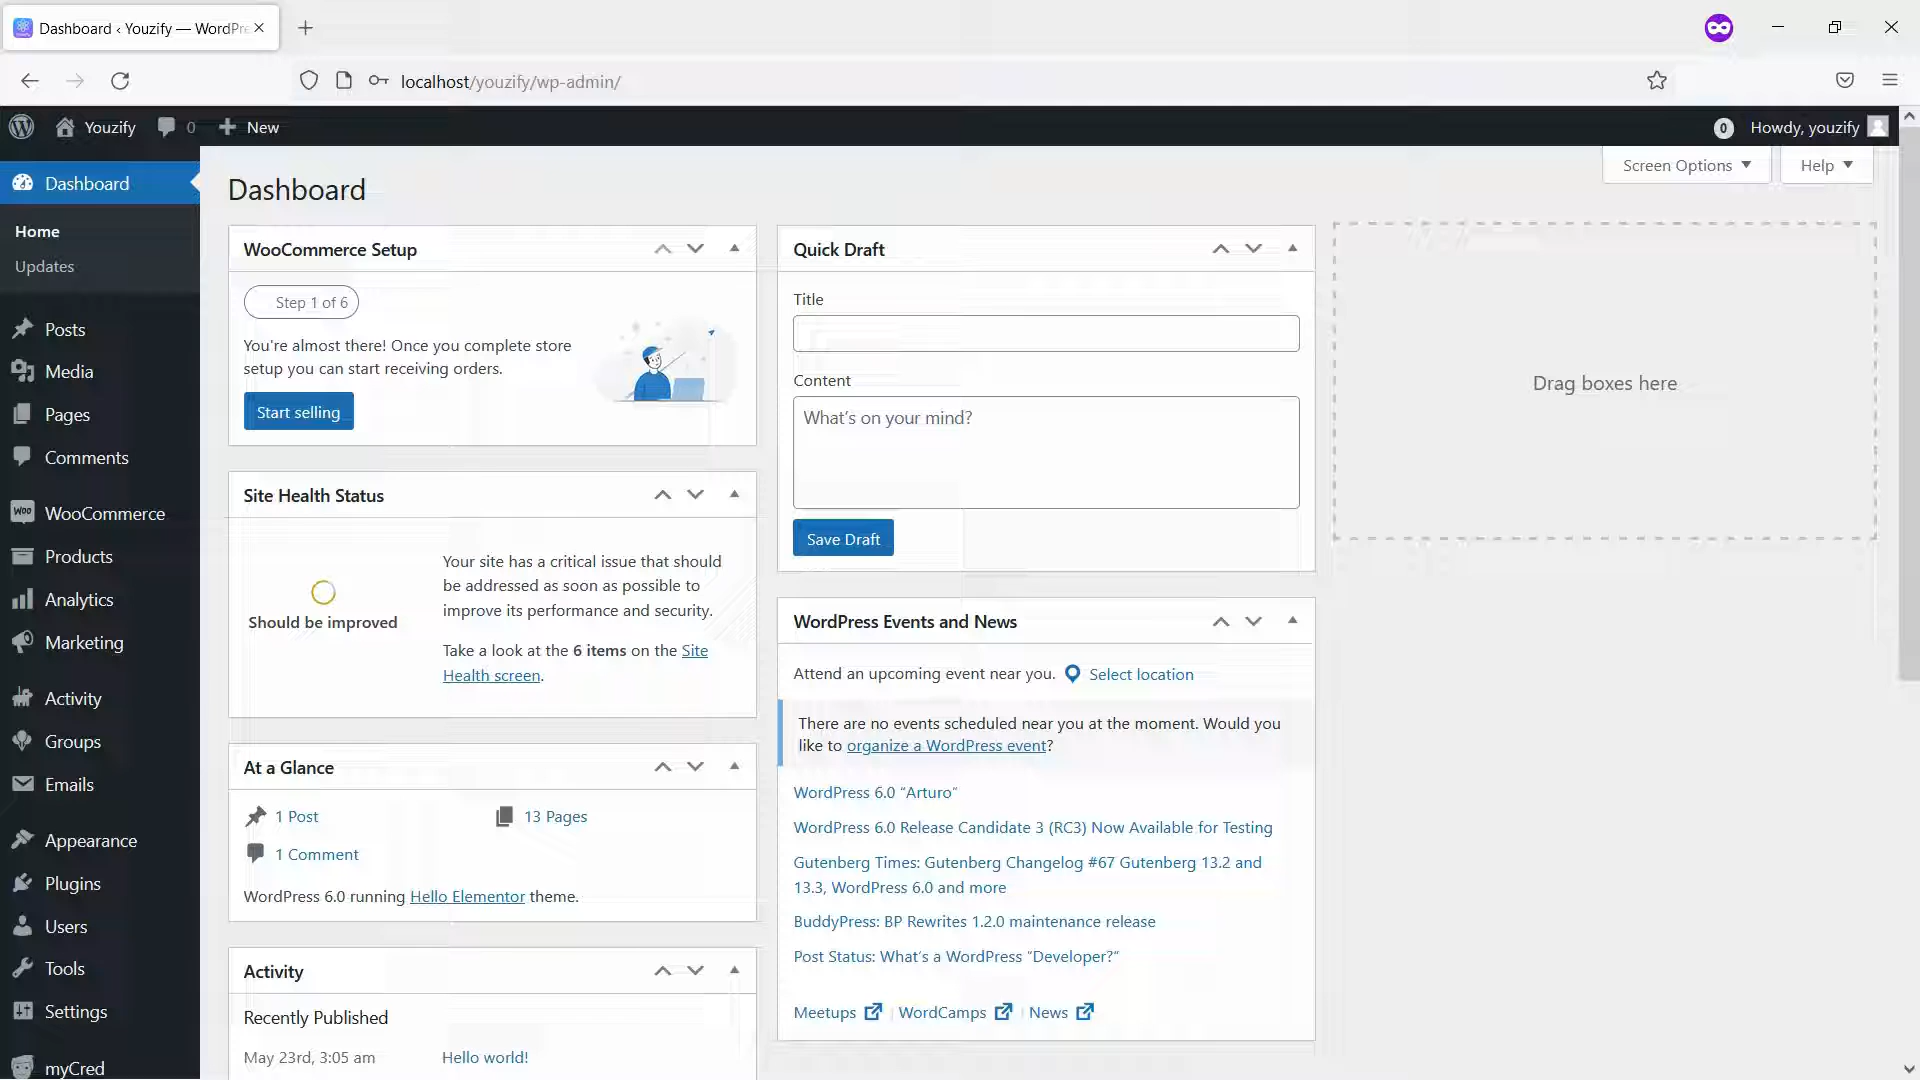 Dashboard ‹ Youzify — WordPre
localhost/youzify/wp-admin/
Youzify
0
New
0
Howdy, youzify
Screen Options
Help
Dashboard
Home
Updates
Posts
Media
Pages
Comments
Woo
WooCommerce
Products
Analytics
Marketing
Activity
Groups
Emails
Appearance
Plugins
Users
Tools
Settings
myCred
Dashboard
WooCommerce Setup
Step 1 of 6
You're almost there! Once you complete store
setup you can start receiving orders.
Start selling
Site Health Status
Should be improved
Your site has a critical issue that should
be addressed as soon as possible to
improve its performance and security.
Take a look at the 6 items on the Site
Health screen.
At a Glance
1 Post
13 Pages
1 Comment
WordPress 6.0 running Hello Elementor theme.
Activity
Recently Published
May 23rd, 3:05 am
Hello world!
Quick Draft
Title
Content
What's on your mind?
Save Draft
WordPress Events and News
Attend an upcoming event near you.
Select location
There are no events scheduled near you at the moment. Would you
like to organize a WordPress event?
WordPress 6.0 “Arturo”
WordPress 6.0 Release Candidate 3 (RC3) Now Available for Testing
Gutenberg Times: Gutenberg Changelog #67 Gutenberg 13.2 and
13.3, WordPress 6.0 and more
BuddyPress: BP Rewrites 1.2.0 maintenance release
Post Status: What's a WordPress “Developer?”
Meetups
WordCamps
News
Drag boxes here